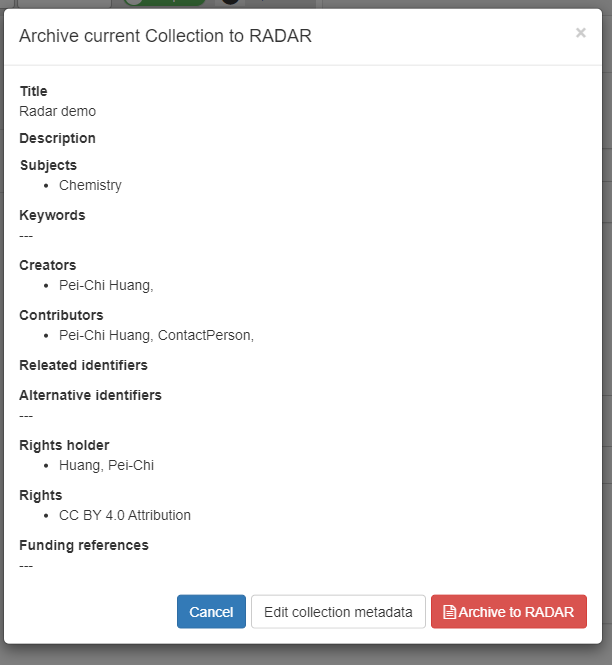 Archive current Collection to RADAR
×
Title
Radar demo
Description
Subjects
• Chemistry
Keywords
---
Creators
• Pei-Chi Huang,
Contributors
• Pei-Chi Huang, ContactPerson,
Releated identifiers
Alternative identifiers
---
Rights holder
• Huang, Pei-Chi
Rights
• CC BY 4.0 Attribution
Funding references
---
Cancel
Edit collection metadata
Archive to RADAR